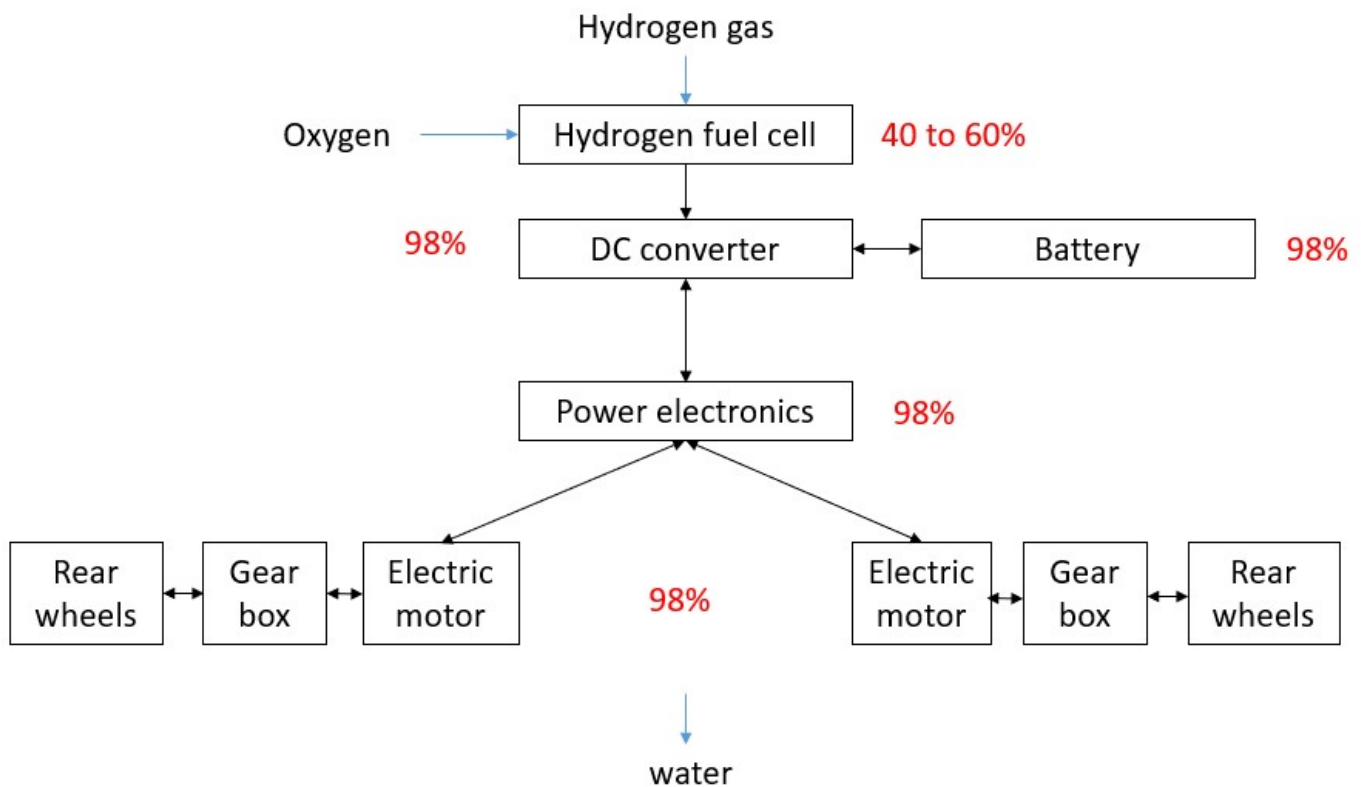 Hydrogen gas
Oxygen
Hydrogen fuel cell
40 to 60%
98%
DC converter
Battery
98%
Power electronics
98%
Rear
wheels
Gear
box
Electric
motor
98%
Electric
motor
Gear
box
Rear
wheels
water